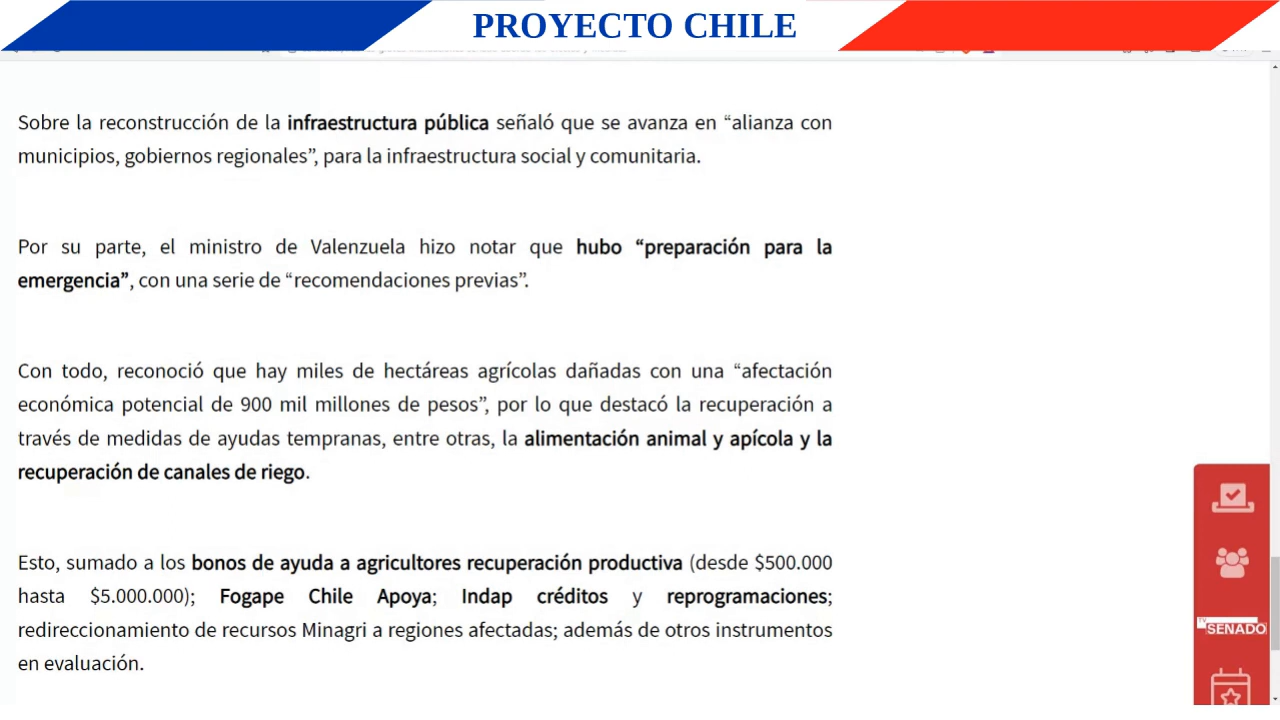 PROYECTO CHILE
Sobre la reconstrucción de la infraestructura pública señaló que se avanza en “alianza con
municipios, gobiernos regionales”, para la infraestructura social y comunitaria.
Por su parte, el ministro de Valenzuela hizo notar que hubo “preparación para la
emergencia”, con una serie de “recomendaciones previas”.
Con todo, reconoció que hay miles de hectáreas agrícolas dañadas con una “afectación
económica potencial de 900 mil millones de pesos”, por lo que destacó la recuperación a
través de medidas de ayudas tempranas, entre otras, la alimentación animal y apícola y la
recuperación de canales de riego.
Esto, sumado a los bonos de ayuda a agricultores recuperación productiva (desde $500.000
hasta $5.000.000); Fogape Chile Apoya; Indap créditos y reprogramaciones;
redireccionamiento de recursos Minagri a regiones afectadas; además de otros instrumentos
en evaluación.
TV
SENADO